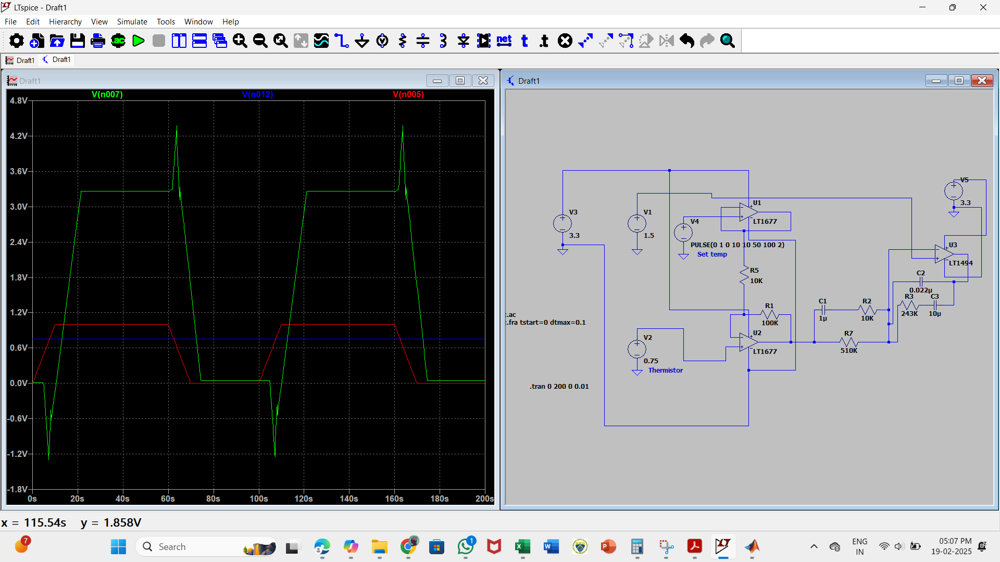 LTspice - Draft1
File Edit Hierarchy View Simulate Tools Window Help
.ac
net
t
.t
Draft1 Draft1
Draft1
V(n007) V(n012) V(n005)
4.8V
4.2V
3.6V
3.0V
2.4V
1.8V
1.2V
0.6V
0.0V
-0.6V
-1.2V
-1.8V
0s 20s 40s 60s 80s 100s 120s 140s 160s 180s 200s
Draft1
V5
3.3
V3
3.3
V1
1.5
V4
PULSE(0 1 0 10 10 50 100 2)
Set temp
U1
LT1677
U3
LT1494
R5
10K
C2
0.022µ
R3
243K
C3
10µ
C1
1µ
R2
10K
R1
100K
;.ac
;.fra tstart=0 dtmax=0.1
U2
LT1677
R7
510K
V2
0.75
Thermistor
.tran 0 200 0 0.01
x = 115.54s y = 1.858V
7
Search
1
ENG
IN
05:07 PM
19-02-2025